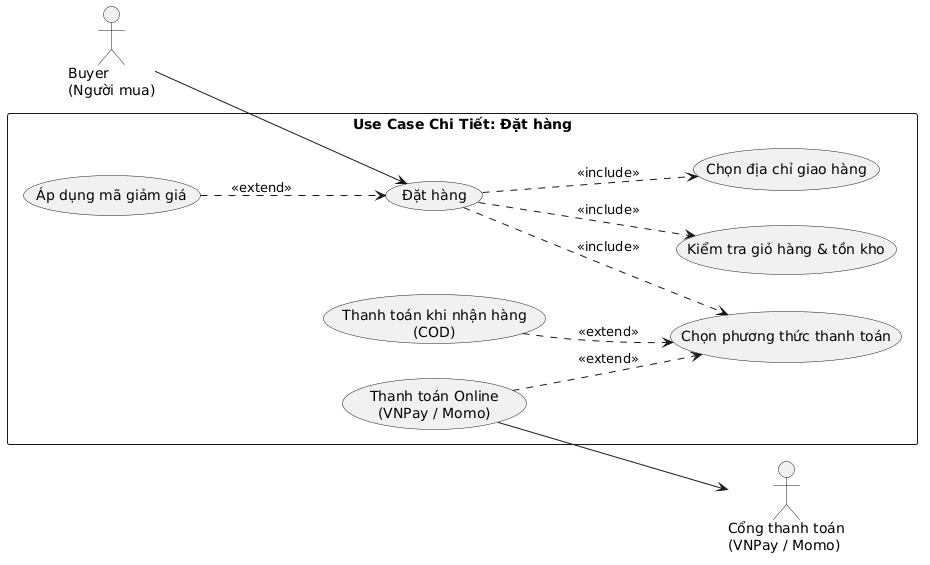 Buyer
(Người mua)
Use Case Chi Tiết: Đặt hàng
Áp dụng mã giảm giá
«extend»
Đặt hàng
«include»
Chọn địa chỉ giao hàng
«include»
Kiểm tra giỏ hàng & tồn kho
«include»
Thanh toán khi nhận hàng
(COD)
«extend»
Chọn phương thức thanh toán
«extend»
Thanh toán Online
(VNPay / Momo)
Cổng thanh toán
(VNPay / Momo)